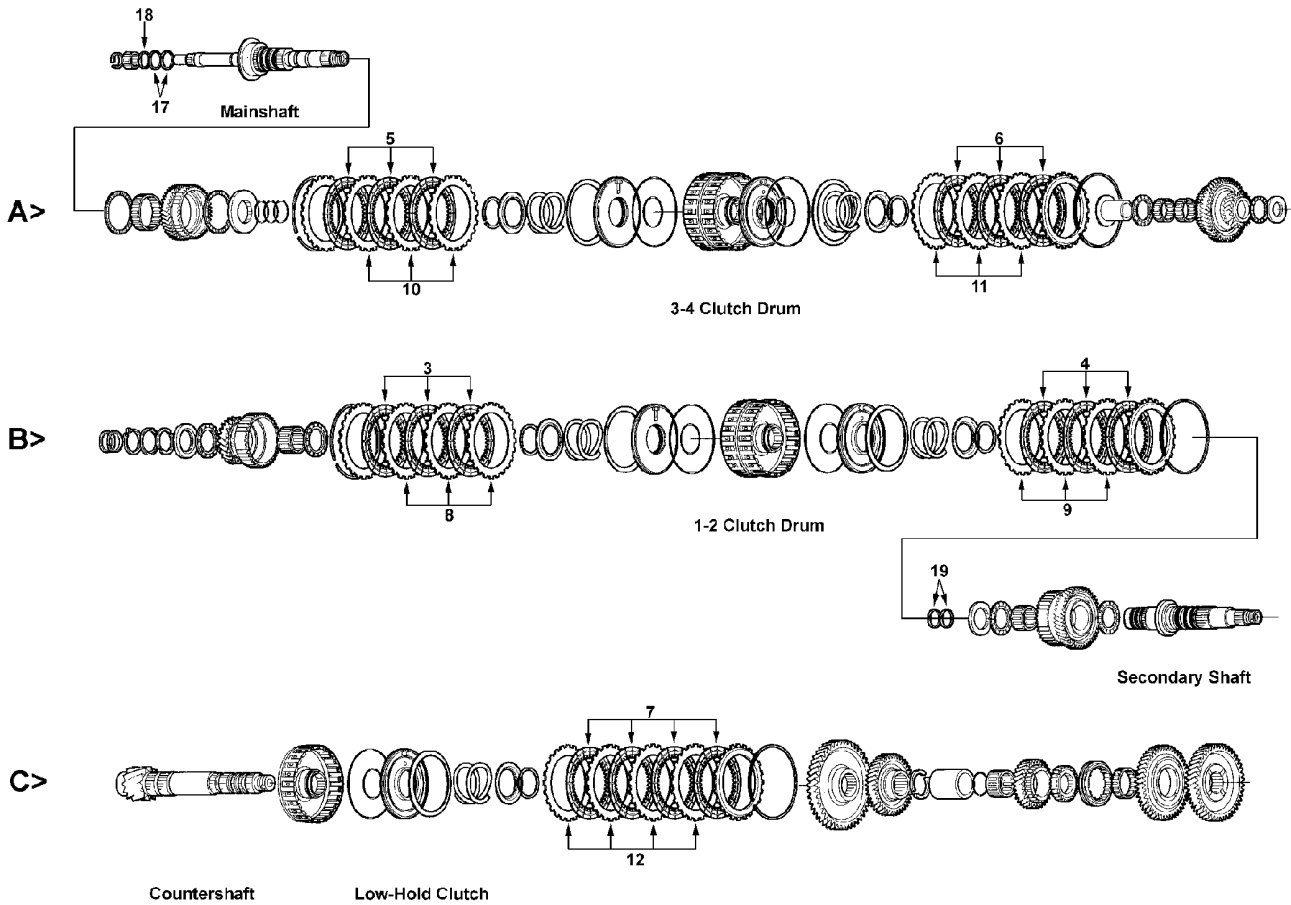 18
17
Mainshaft
5
6
A>
10
11
3-4 Clutch Drum
3
4
B>
8
9
1-2 Clutch Drum
19
Secondary Shaft
7
C>
12
Countershaft
Low-Hold Clutch